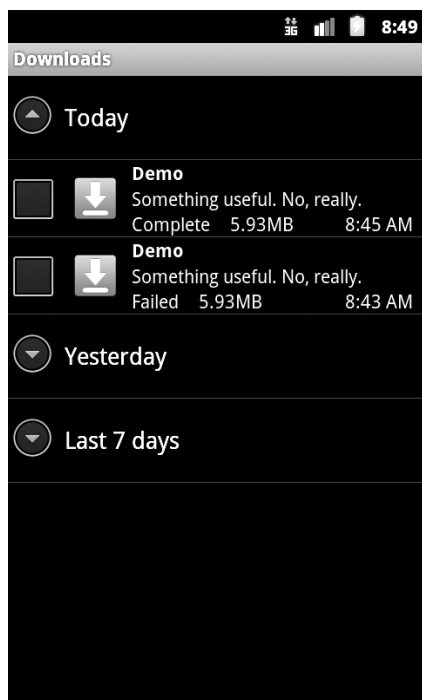 3G 8:49
Downloads
Today
Demo
Something useful. No, really.
Complete 5.93MB 8:45 AM
Demo
Something useful. No, really.
Failed 5.93MB 8:43 AM
Yesterday
Last 7 days